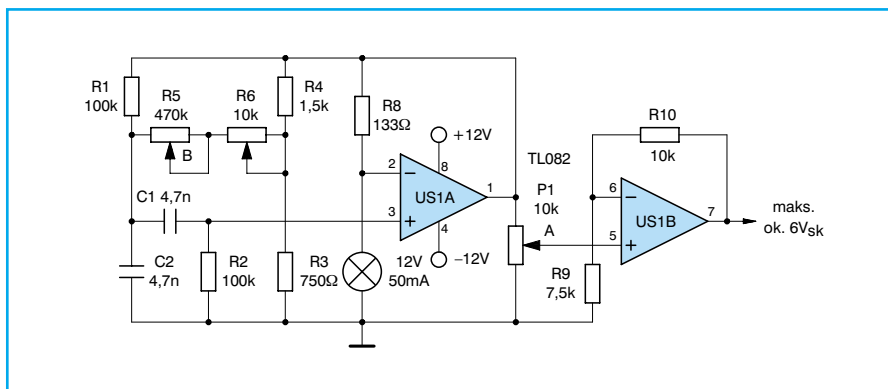 R1
100k
R5
470k
B
R6
10k
R4
1,5k
R8
133Ω
+12V
8
2
−
US1A
1
3
+
4
−12V
C1 4,7n
C2
4,7n
R2
100k
R3
750Ω
12V
50mA
TL082
P1
10k
A
R10
10k
6
−
US1B
7
5
+
R9
7,5k
maks.
ok. 6Vsk